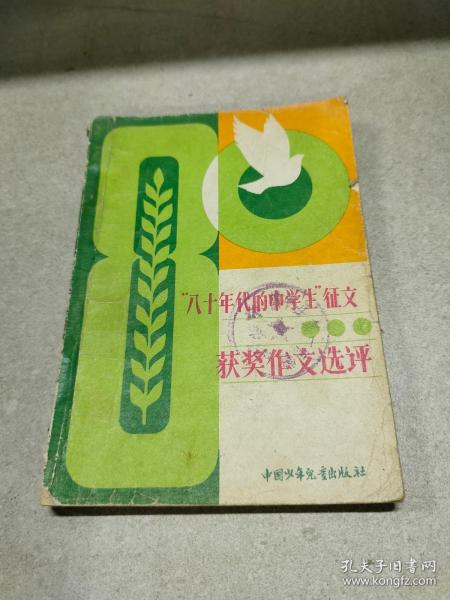 "八十年代的中学生"征文
获奖作文选评
中国少年儿童出版社
孔夫子旧书网
www.kongfz.com